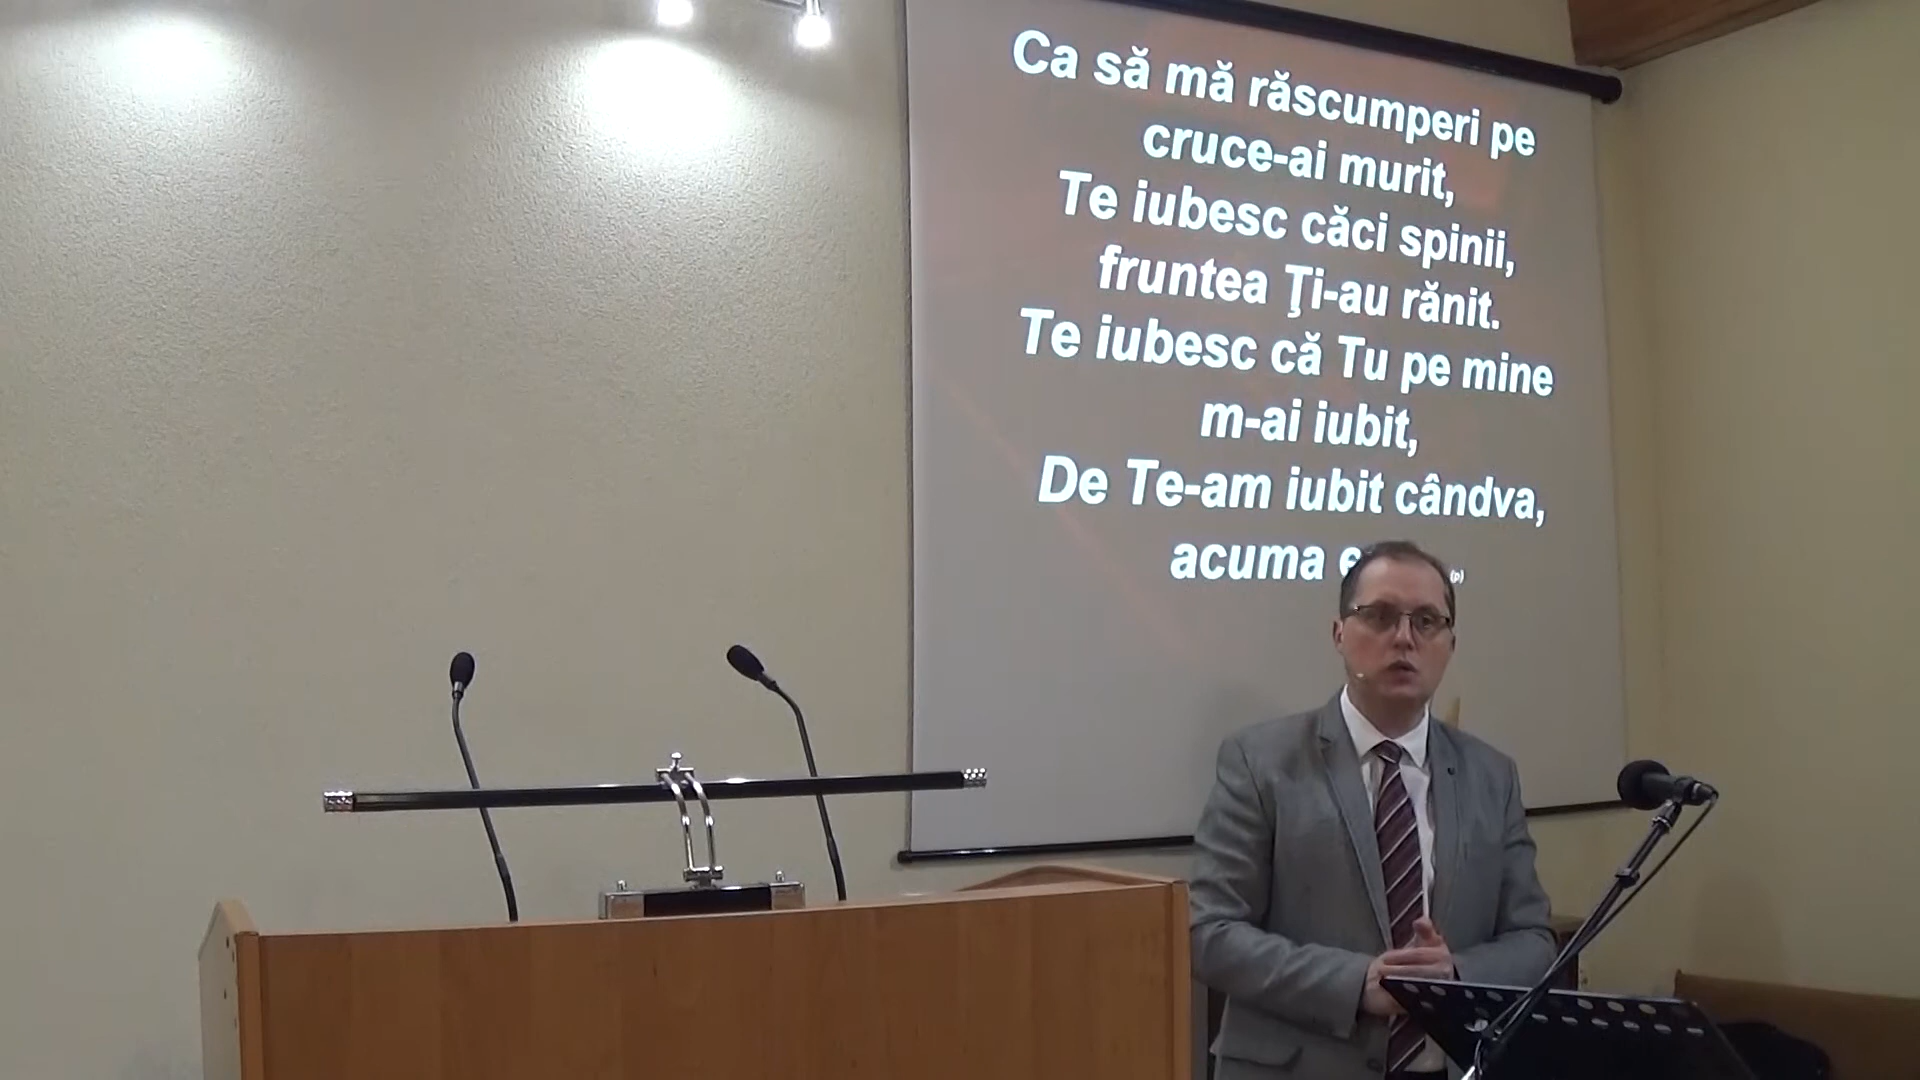 Ca să mă răscumperi pe
cruce-ai murit,
Te iubesc căci spinii,
fruntea Ţi-au rănit.
Te iubesc că Tu pe mine
m-ai iubit,
De Te-am iubit cândva,
acuma
(p)